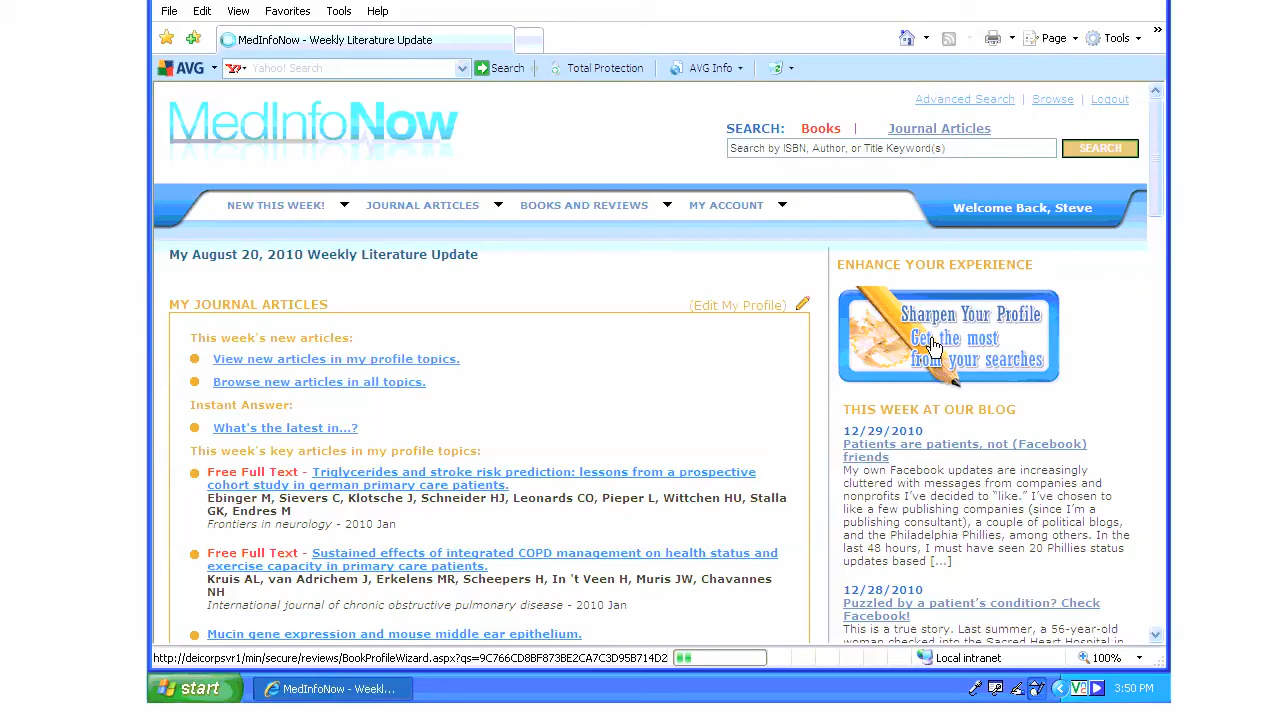 File Edit View Favorites Tools Help
MedInfoNow - Weekly Literature Update
Page Tools
AVG Yahoo! Search Search Total Protection AVG Info
Advanced Search | Browse | Logout
MedInfoNow
SEARCH: Books | Journal Articles
Search by ISBN, Author, or Title Keyword(s) SEARCH
NEW THIS WEEK! JOURNAL ARTICLES BOOKS AND REVIEWS MY ACCOUNT
Welcome Back, Steve
My August 20, 2010 Weekly Literature Update
MY JOURNAL ARTICLES (Edit My Profile)
This week's new articles:
View new articles in my profile topics.
Browse new articles in all topics.
Instant Answer:
What's the latest in...?
This week's key articles in my profile topics:
Free Full Text - Triglycerides and stroke risk prediction: lessons from a prospective
cohort study in german primary care patients.
Ebinger M, Sievers C, Klotsche J, Schneider HJ, Leonards CO, Pieper L, Wittchen HU, Stalla
GK, Endres M
Frontiers in neurology - 2010 Jan
Free Full Text - Sustained effects of integrated COPD management on health status and
exercise capacity in primary care patients.
Kruis AL, van Adrichem J, Erkelens MR, Scheepers H, In 't Veen H, Muris JW, Chavannes
NH
International journal of chronic obstructive pulmonary disease - 2010 Jan
Mucin gene expression and mouse middle ear epithelium.
ENHANCE YOUR EXPERIENCE
Sharpen Your Profile
Get the most
from your searches
THIS WEEK AT OUR BLOG
12/29/2010
Patients are patients, not (Facebook)
friends
My own Facebook updates are increasingly
cluttered with messages from companies and
nonprofits I've decided to “like.” I've chosen to
like a few publishing companies (since I'm a
publishing consultant), a couple of political blogs,
and the Philadelphia Phillies, among others. In the
last 48 hours, I must have seen 20 Phillies status
updates based [...]
12/28/2010
Puzzled by a patient's condition? Check
Facebook!
This is a true story. Last summer, a 56-year-old
woman checked into the Sacred Heart Hospital in
http://deicorpsvr1/min/secure/reviews/BookProfileWizard.aspx?qs=9C766CD8BF873BE2CA7C3D95B714D2
Local intranet 100%
start MedInfoNow - Weekl... 3:50 PM